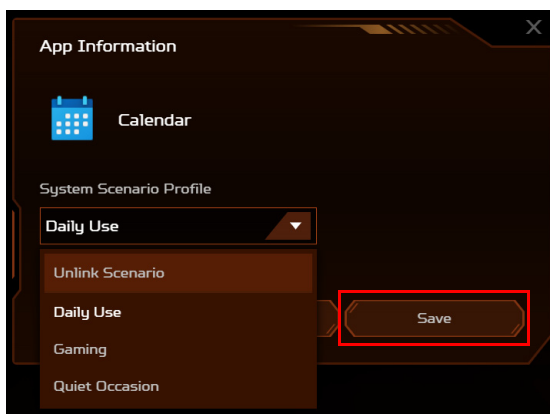 X
App Information
Calendar
System Scenario Profile
Daily Use
Unlink Scenario
Daily Use
Gaming
Quiet Occasion
Save